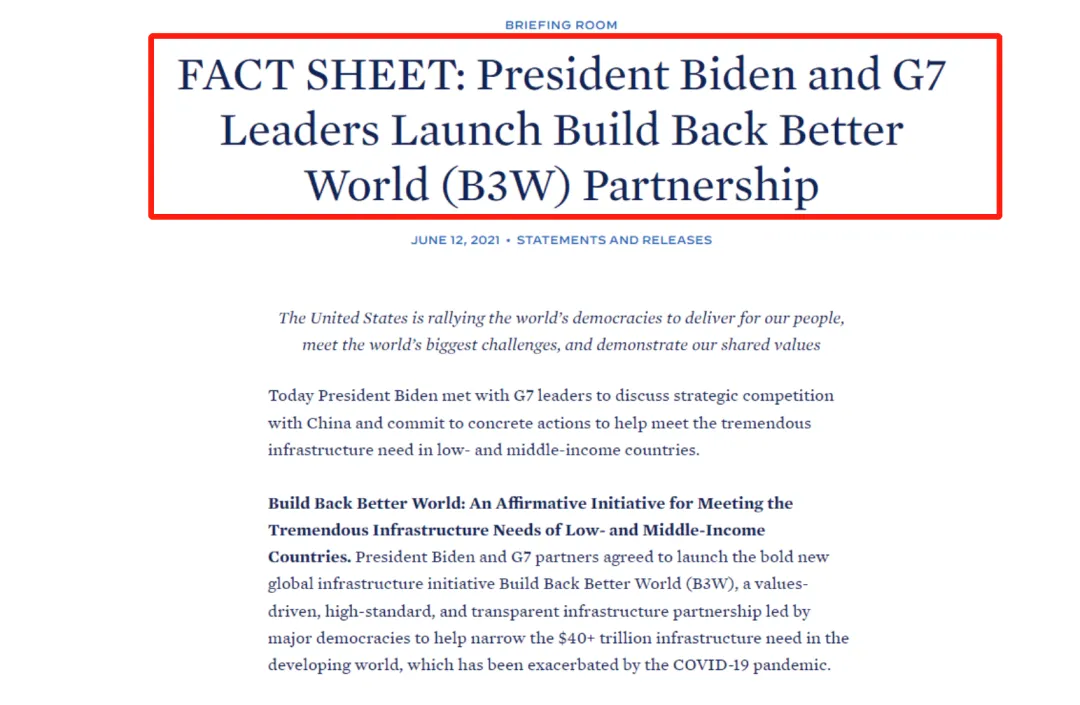 BRIEFING ROOM
FACT SHEET: President Biden and G7
Leaders Launch Build Back Better
World (B3W) Partnership
JUNE 12, 2021 • STATEMENTS AND RELEASES
The United States is rallying the world’s democracies to deliver for our people,
meet the world’s biggest challenges, and demonstrate our shared values
Today President Biden met with G7 leaders to discuss strategic competition
with China and commit to concrete actions to help meet the tremendous
infrastructure need in low- and middle-income countries.
Build Back Better World: An Affirmative Initiative for Meeting the
Tremendous Infrastructure Needs of Low- and Middle-Income
Countries. President Biden and G7 partners agreed to launch the bold new
global infrastructure initiative Build Back Better World (B3W), a values-
driven, high-standard, and transparent infrastructure partnership led by
major democracies to help narrow the $40+ trillion infrastructure need in the
developing world, which has been exacerbated by the COVID-19 pandemic.